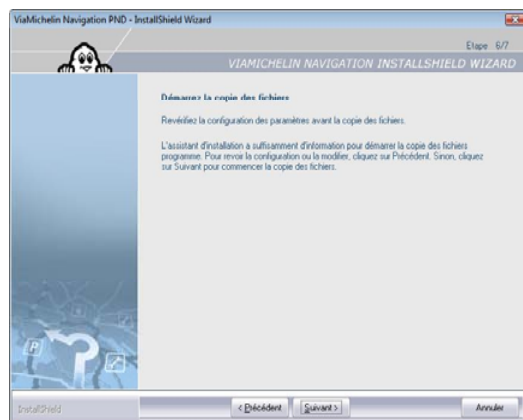 ViaMichelin Navigation PND - InstallShield Wizard
Etape 6/7
VIAMICHELIN NAVIGATION INSTALLSHIELD WIZARD
Démarrez la copie des fichiers
Revérifiez la configuration des paramètres avant la copie des fichiers.
L'assistant d'installation a suffisamment d'information pour démarrer la copie des fichiers
programme. Pour revoir la configuration ou la modifier, cliquez sur Précédent. Sinon, cliquez
sur Suivant pour commencer la copie des fichiers.
P
InstallShield
< Précédent
Suivant >
Annuler